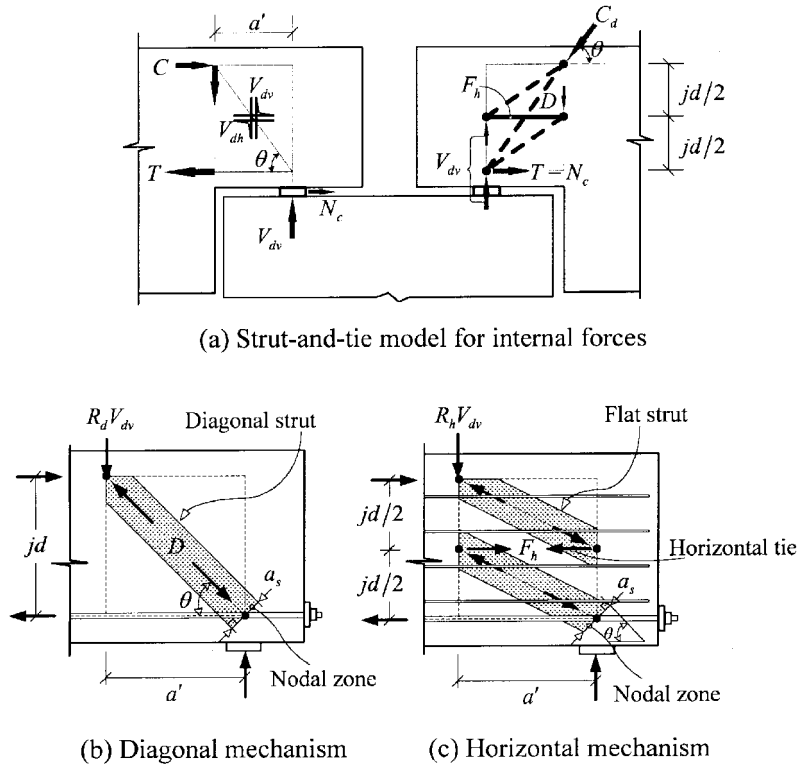 a'
C_d
C
θ
V_dv
F_h
D
jd/2
V_dh
θ
V_dv
jd/2
T
T − N_c
N_c
V_dv
(a) Strut-and-tie model for internal forces
R_d V_dv
Diagonal strut
R_h V_dv
Flat strut
jd
D
jd/2
F_h
Horizontal tie
a_s
jd/2
a_s
θ
θ
Nodal zone
Nodal zone
a'
a'
(b) Diagonal mechanism
(c) Horizontal mechanism